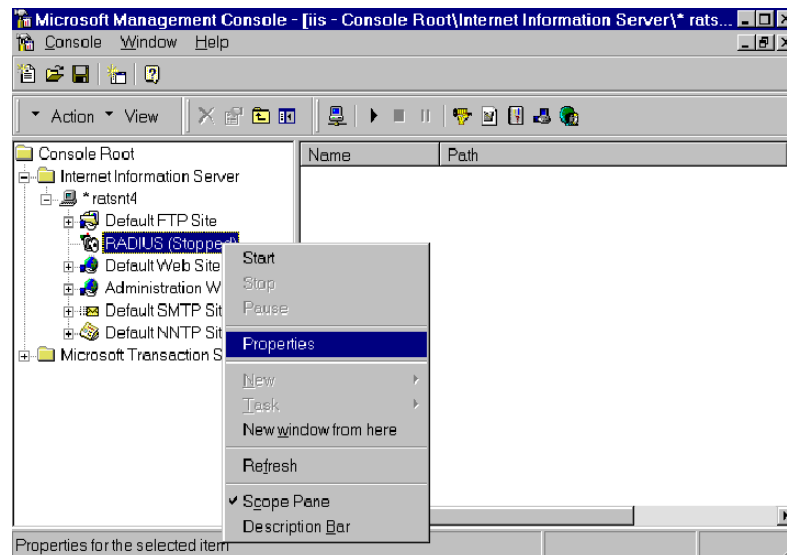 Microsoft Management Console - [iis - Console Root\Internet Information Server\* rats...
Console Window Help
Action View
Console Root
Internet Information Server
* ratsnt4
Default FTP Site
RADIUS (Stopped)
Default Web Site
Administration W
Default SMTP Sit
Default NNTP Sit
Microsoft Transaction S
Name Path
Start
Stop
Pause
Properties
New
Task
New window from here
Refresh
Scope Pane
Description Bar
Properties for the selected item